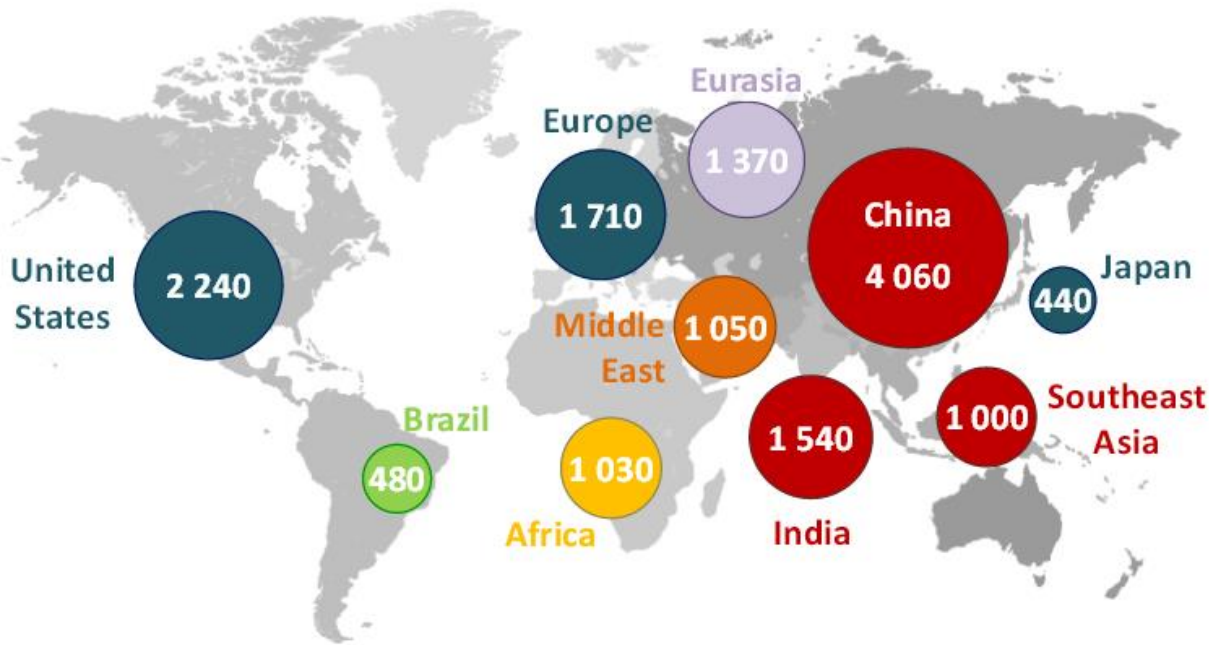 Eurasia
1 370
Europe
1 710
China
4 060
United
States
2 240
Japan
440
Middle
East
1 050
Brazil
480
Africa
1 030
India
1 540
Southeast
Asia
1 000